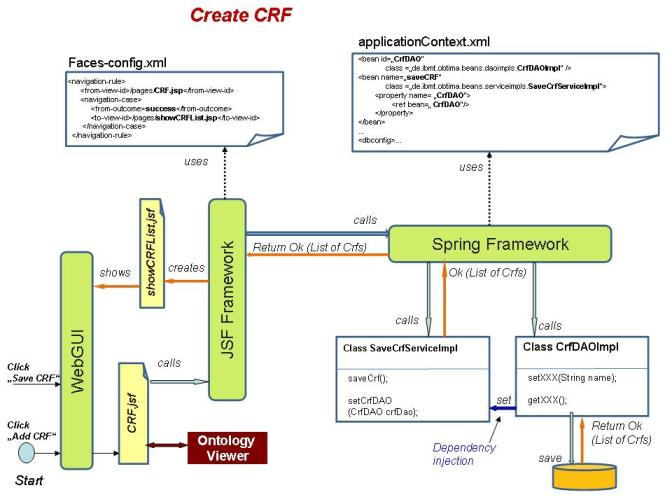 Create CRF
Faces-config.xml
<navigation-rule>
<from-view-id>/pages/CRF.jsp</from-view-id>
<navigation-case>
<from-outcome>success</from-outcome>
<to-view-id>/pages/showCRFList.jsp</to-view-id>
</navigation-case>
</navigation-rule>
applicationContext.xml
<bean id=„CrfDAO“
class =„de.ibmt.obtima.beans.daoimpls.CrfDAOImpl“ />
<bean name=„saveCRF“
class =„de.ibmt.obtima.beans.serviceimpls.SaveCrfServiceImpl“>
<property name= „CrfDAO“>
<ref bean=„ CrfDAO“/>
</property>
</bean>
...
<dbconfig>...
uses
uses
showCRFList.jsf
JSF Framework
calls
Return Ok (List of Crfs)
Spring Framework
shows
creates
Ok (List of Crfs)
WebGUI
calls
calls
Class SaveCrfServiceImpl
saveCrf();
setCrfDAO
(CrfDAO crfDao);
Class CrfDAOImpl
setXXX(String name);
getXXX();
set
Click
„Save CRF“
calls
CRF.jsf
Click
„Add CRF“
Ontology
Viewer
Dependency
injection
Return Ok
(List of Crfs)
save
Start